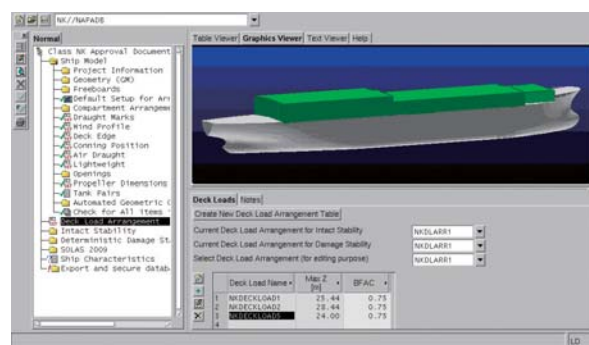 NK//NAPADB
Normal
Table Viewer Graphics Viewer Text Viewer Help
Class NK Approval Document
Ship Model
Project Information
Geometry (GM)
Freeboards
Default Setup for Arr
Compartment Arrangeme
Draught Marks
Wind Profile
Deck Edge
Conning Position
Air Draught
Lightweight
Openings
Propeller Dimensions
Tank Pairs
Automated Geometric C
Check for All items
Deck Load Arrangement
Intact Stability
Deterministic Damage St
SOLAS 2009
Ship Characteristics
Export and secure datab
Deck Loads Notes
Create New Deck Load Arrangement Table
Current Deck Load Arrangement for Intact Stability NKDLARR1
Current Deck Load Arrangement for Damage Stability NKDLARR1
Select Deck Load Arrangement (for editing purpose) NKDLARR1
Deck Load Name Max Z [m] BFAC
1 NKDECKLOAD1 25.44 0.75
2 NKDECKLOAD2 28.44 0.75
3 NKDECKLOAD5 24.00 0.75
4
LD